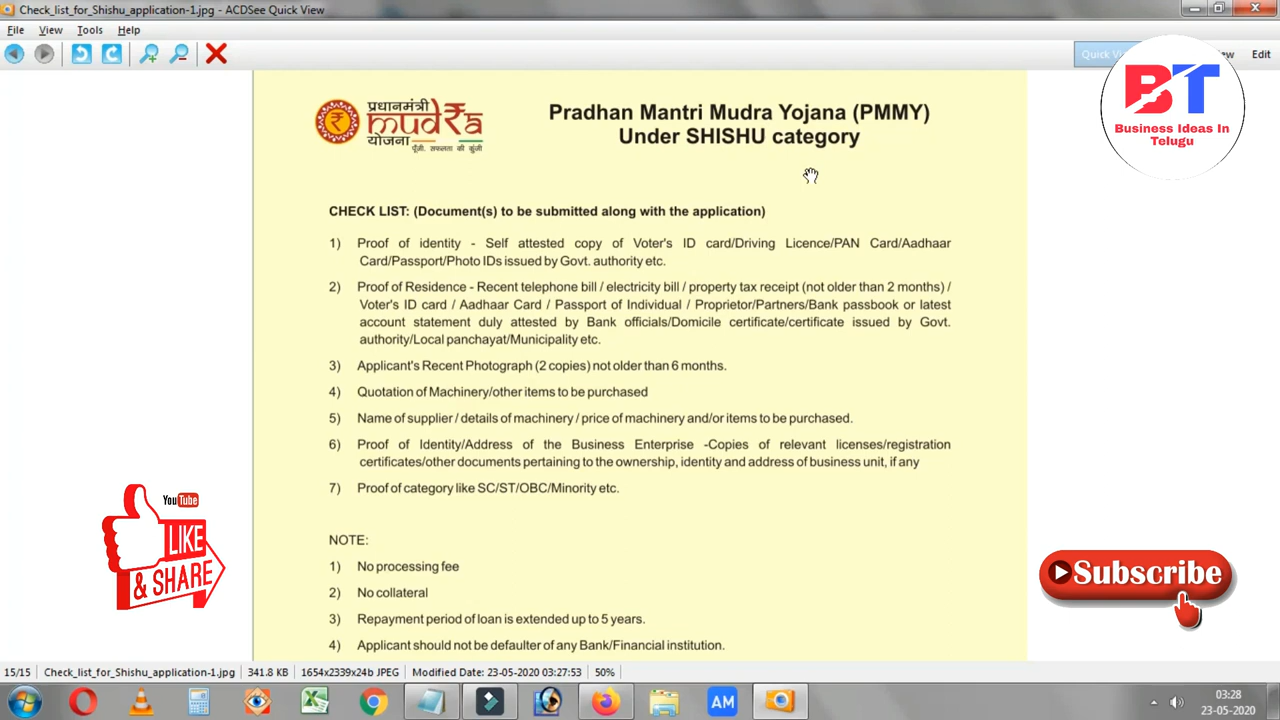 Check_list_for_Shishu_application-1.jpg - ACDSee Quick View
File View Tools Help
Quick Vi
ew
Edit
BT
Business Ideas In
Telugu
प्रधानमंत्री
mudra
योजना
पूँजी. सफलता की कुंजी.
Pradhan Mantri Mudra Yojana (PMMY)
Under SHISHU category
CHECK LIST: (Document(s) to be submitted along with the application)
1) Proof of identity - Self attested copy of Voter's ID card/Driving Licence/PAN Card/Aadhaar
Card/Passport/Photo IDs issued by Govt. authority etc.
2) Proof of Residence - Recent telephone bill / electricity bill / property tax receipt (not older than 2 months) /
Voter's ID card / Aadhaar Card / Passport of Individual / Proprietor/Partners/Bank passbook or latest
account statement duly attested by Bank officials/Domicile certificate/certificate issued by Govt.
authority/Local panchayat/Municipality etc.
3) Applicant's Recent Photograph (2 copies) not older than 6 months.
4) Quotation of Machinery/other items to be purchased
5) Name of supplier / details of machinery / price of machinery and/or items to be purchased.
6) Proof of Identity/Address of the Business Enterprise -Copies of relevant licenses/registration
certificates/other documents pertaining to the ownership, identity and address of business unit, if any
7) Proof of category like SC/ST/OBC/Minority etc.
NOTE:
1) No processing fee
2) No collateral
3) Repayment period of loan is extended up to 5 years.
4) Applicant should not be defaulter of any Bank/Financial institution.
YouTube
LIKE
& SHARE
Subscribe
15/15 Check_list_for_Shishu_application-1.jpg 341.8 KB 1654x2339x24b JPEG Modified Date: 23-05-2020 03:27:53 50%
AM
03:28
23-05-2020